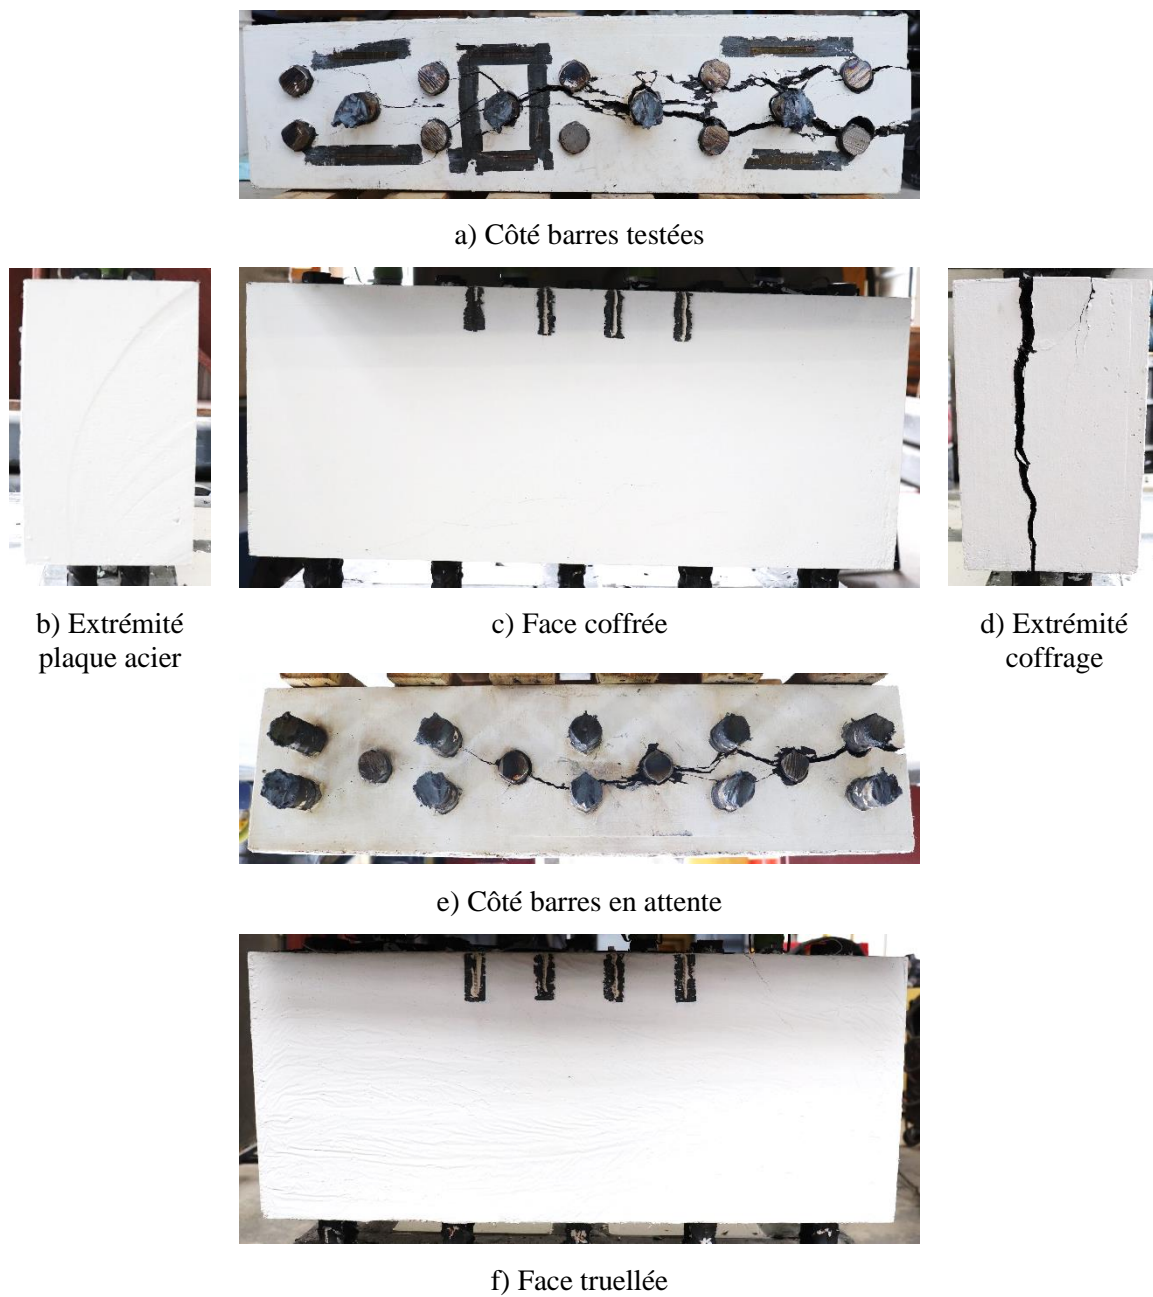 a) Côté barres testées
b) Extrémité
plaque acier
c) Face coffrée
d) Extrémité
coffrage
e) Côté barres en attente
f) Face truellée